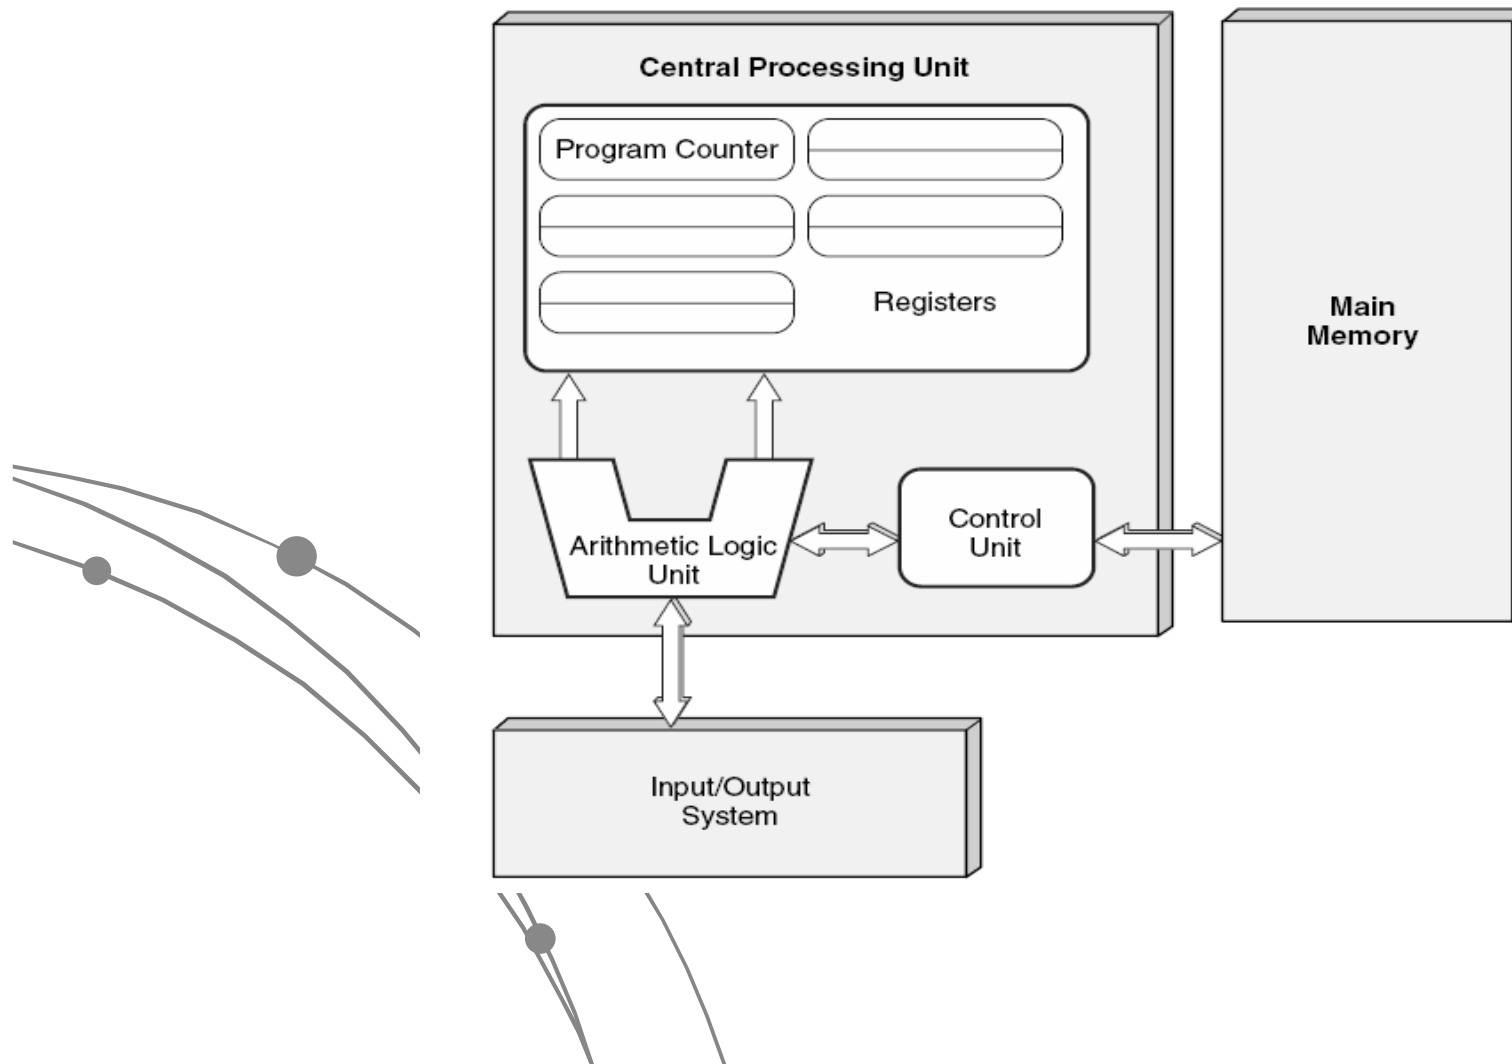 Central Processing Unit
Program Counter
Registers
Main
Memory
Arithmetic Logic
Unit
Control
Unit
Input/Output
System